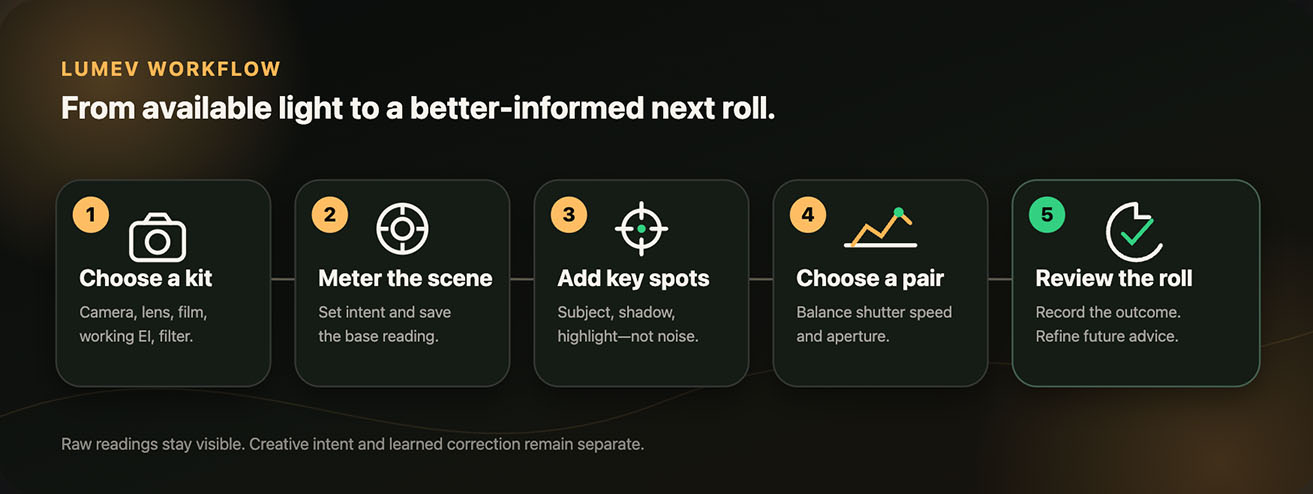 LUMEV WORKFLOW
From available light to a better-informed next roll.
1
Choose a kit
Camera, lens, film,
working EI, filter.
2
Meter the scene
Set intent and save
the base reading.
3
Add key spots
Subject, shadow,
highlight—not noise.
4
Choose a pair
Balance shutter speed
and aperture.
5
Review the roll
Record the outcome.
Refine future advice.
Raw readings stay visible. Creative intent and learned correction remain separate.